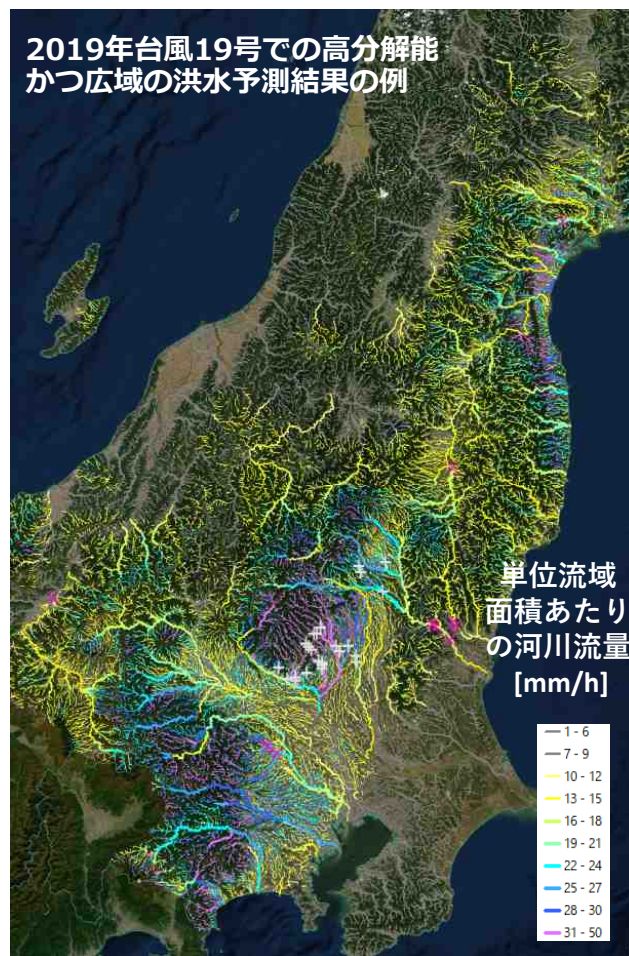 2019年台風19号での高分解能
かつ広域の洪水予測結果の例
単位流域
面積あたり
の河川流量
[mm/h]
1 - 6
7 - 9
10 - 12
13 - 15
16 - 18
19 - 21
22 - 24
25 - 27
28 - 30
31 - 50